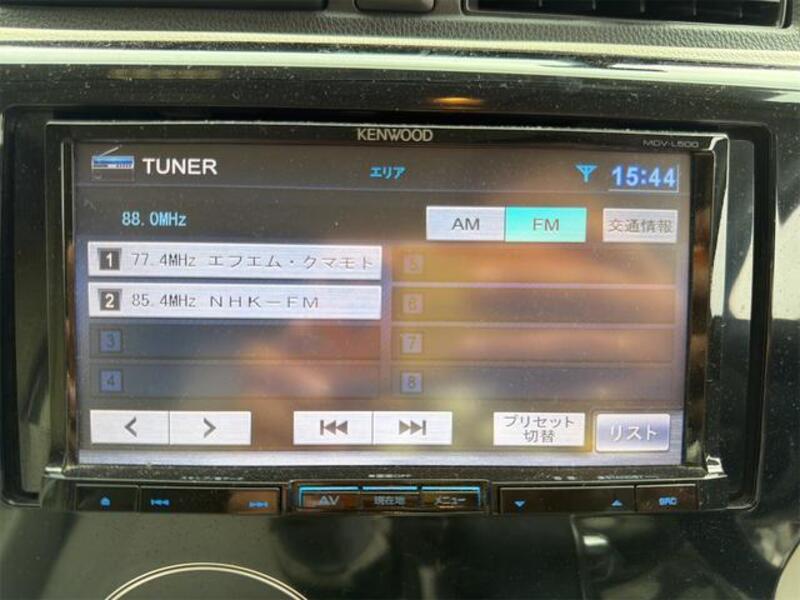 KENWOOD
MDV-L500
TUNER
エリア
15:44
88.0MHz
AM
FM
交通情報
1 77.4MHz エフエム・クマモト
2 85.4MHz NHK－FM
3
4
5
6
7
8
プリセット
切替
リスト
AV
現在地
メニュー
SRC